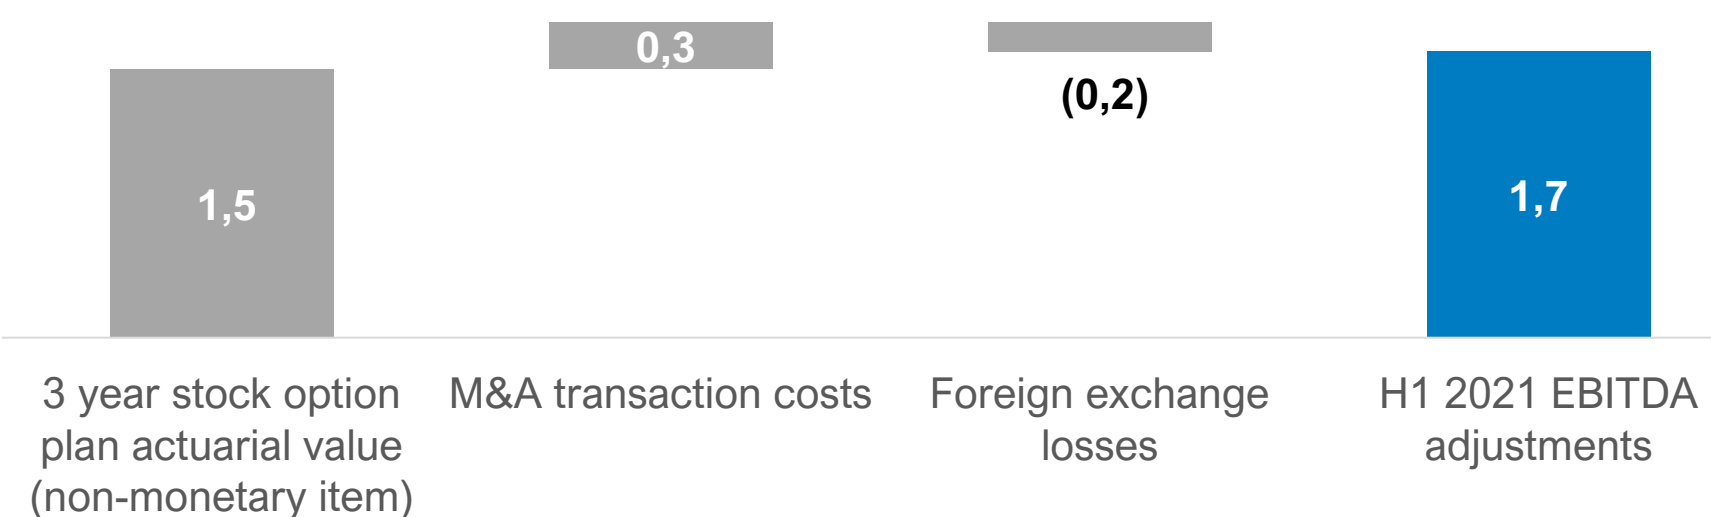 0,3
(0,2)
1,5
1,7
3 year stock option
plan actuarial value
(non-monetary item)
M&A transaction costs
Foreign exchange
losses
H1 2021 EBITDA
adjustments